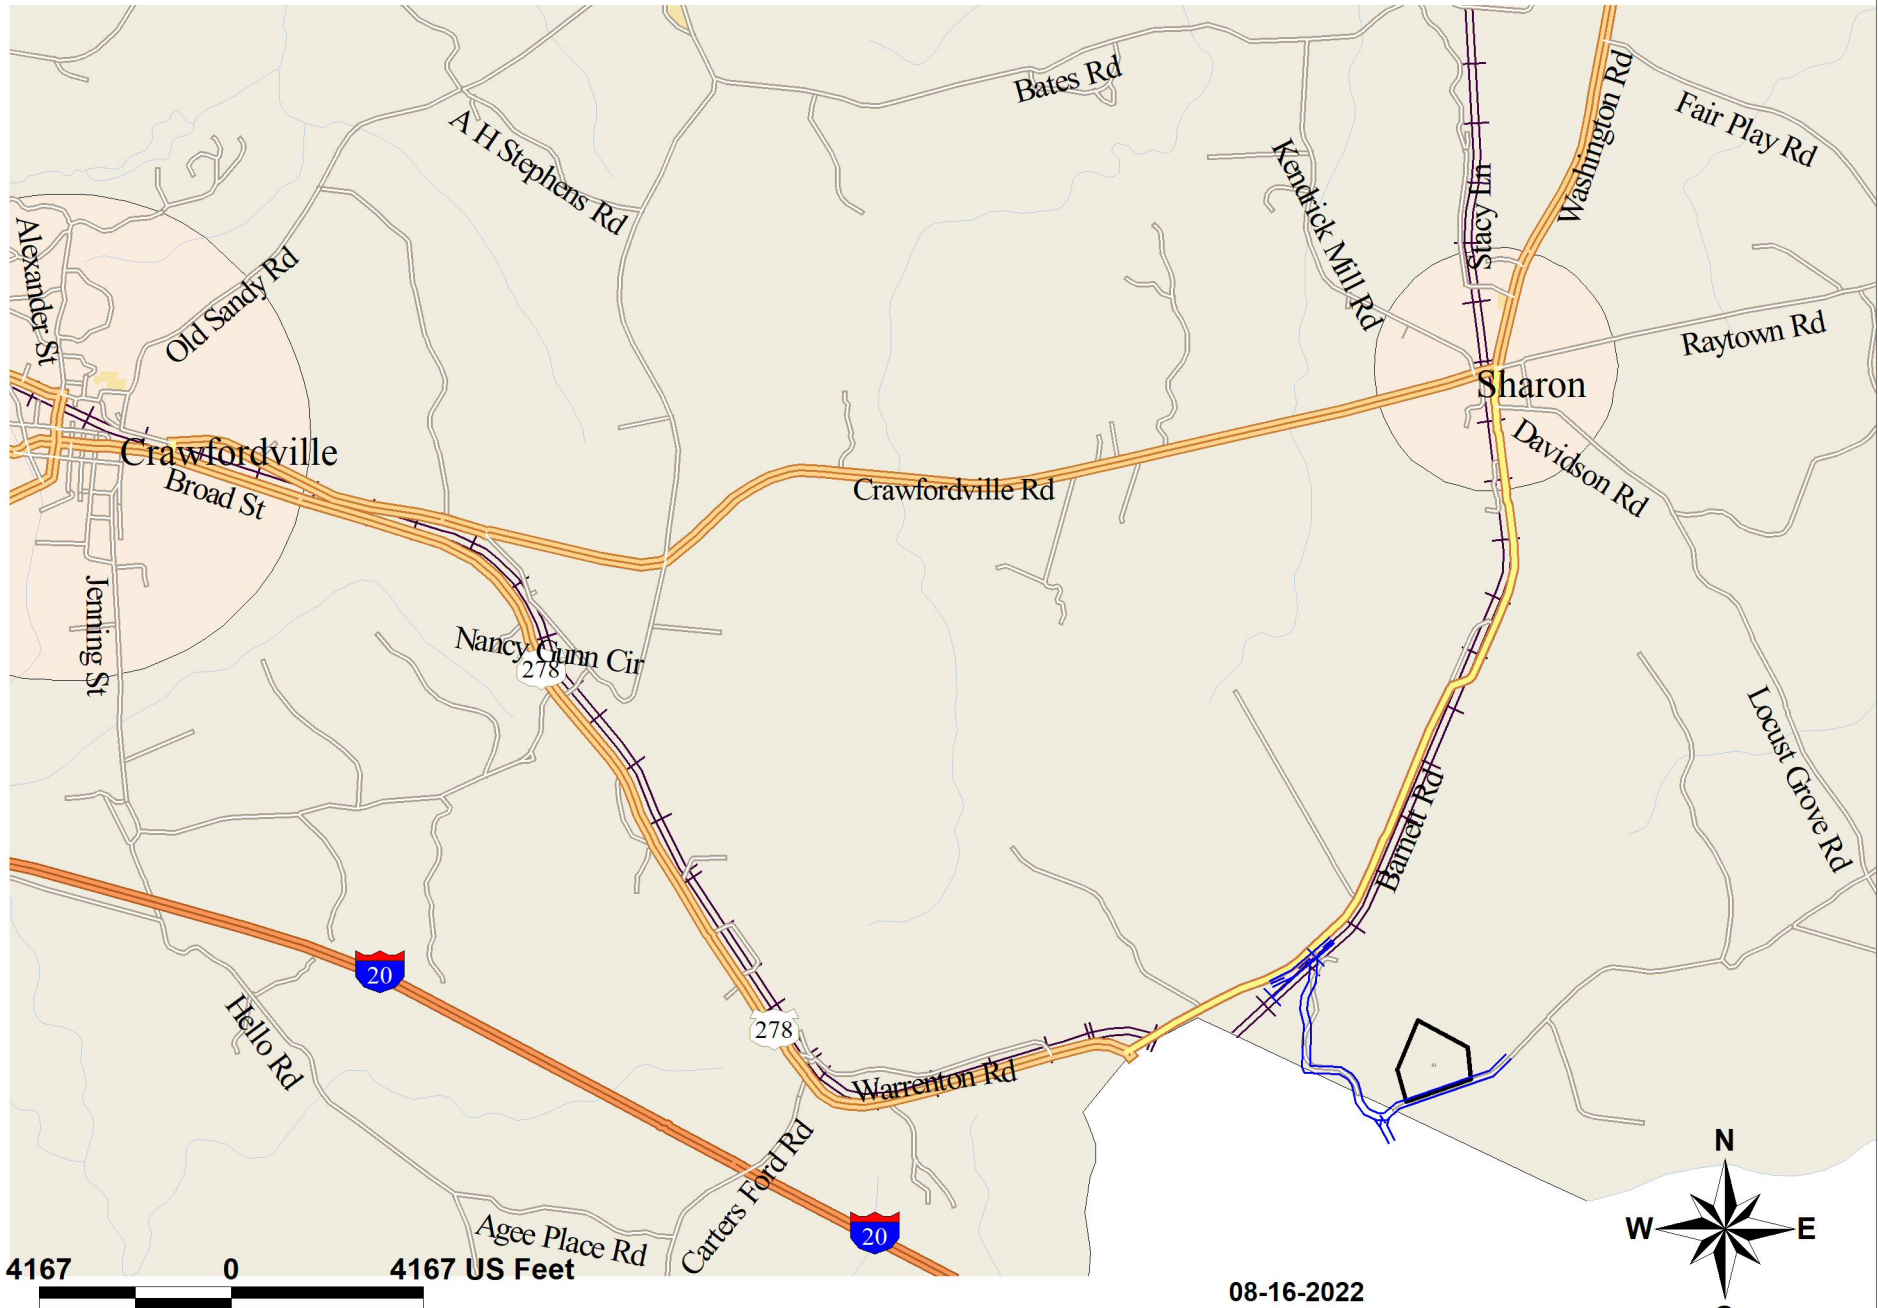 Bates Rd
Fair Play Rd
Washington Rd
A H Stephens Rd
Kendrick Mill Rd
Stacy Ln
Alexander St
Old Sandy Rd
Raytown Rd
Sharon
Crawfordville
Davidson Rd
Broad St
Crawfordville Rd
Jenning St
Nancy Gunn Cir
278
Locust Grove Rd
Barnett Rd
20
Hello Rd
278
Warrenton Rd
Carters Ford Rd
Agee Place Rd
20
N
W E
4167 0 4167 US Feet
08-16-2022